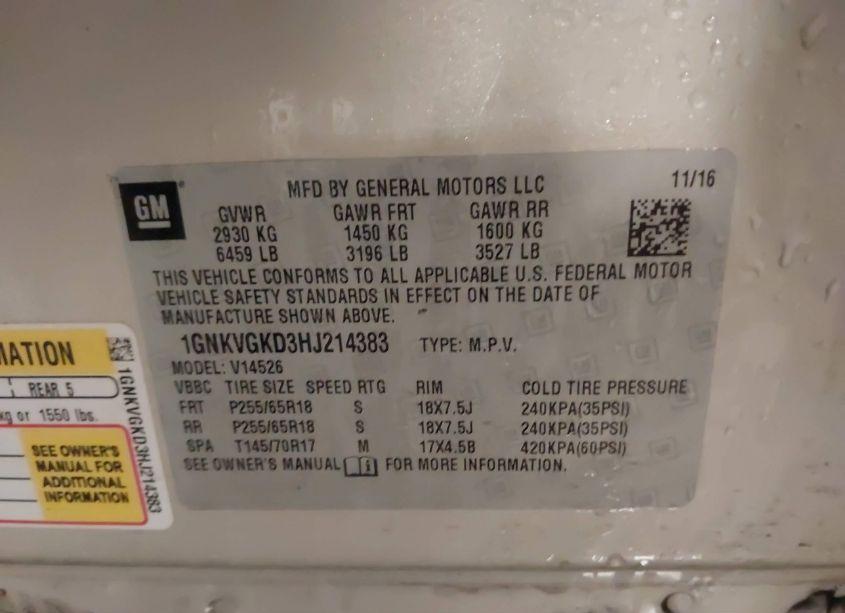 GM
MFD BY GENERAL MOTORS LLC
11/16
GVWR GAWR FRT GAWR RR
2930 KG 1450 KG 1600 KG
6459 LB 3196 LB 3527 LB
THIS VEHICLE CONFORMS TO ALL APPLICABLE U.S. FEDERAL MOTOR
VEHICLE SAFETY STANDARDS IN EFFECT ON THE DATE OF
MANUFACTURE SHOWN ABOVE.
1GNKVGKD3HJ214383 TYPE: M.P.V.
MODEL: V14526
VBBC TIRE SIZE SPEED RTG RIM COLD TIRE PRESSURE
FRT P255/65R18 S 18X7.5J 240KPA(35PSI)
RR P255/65R18 S 18X7.5J 240KPA(35PSI)
SPA T145/70R17 M 17X4.5B 420KPA(60PSI)
SEE OWNER'S MANUAL FOR MORE INFORMATION.
MATION
REAR 5
kg or 1550 lbs.
SEE OWNER'S
MANUAL FOR
ADDITIONAL
INFORMATION
1GNKVGKD3HJ214383